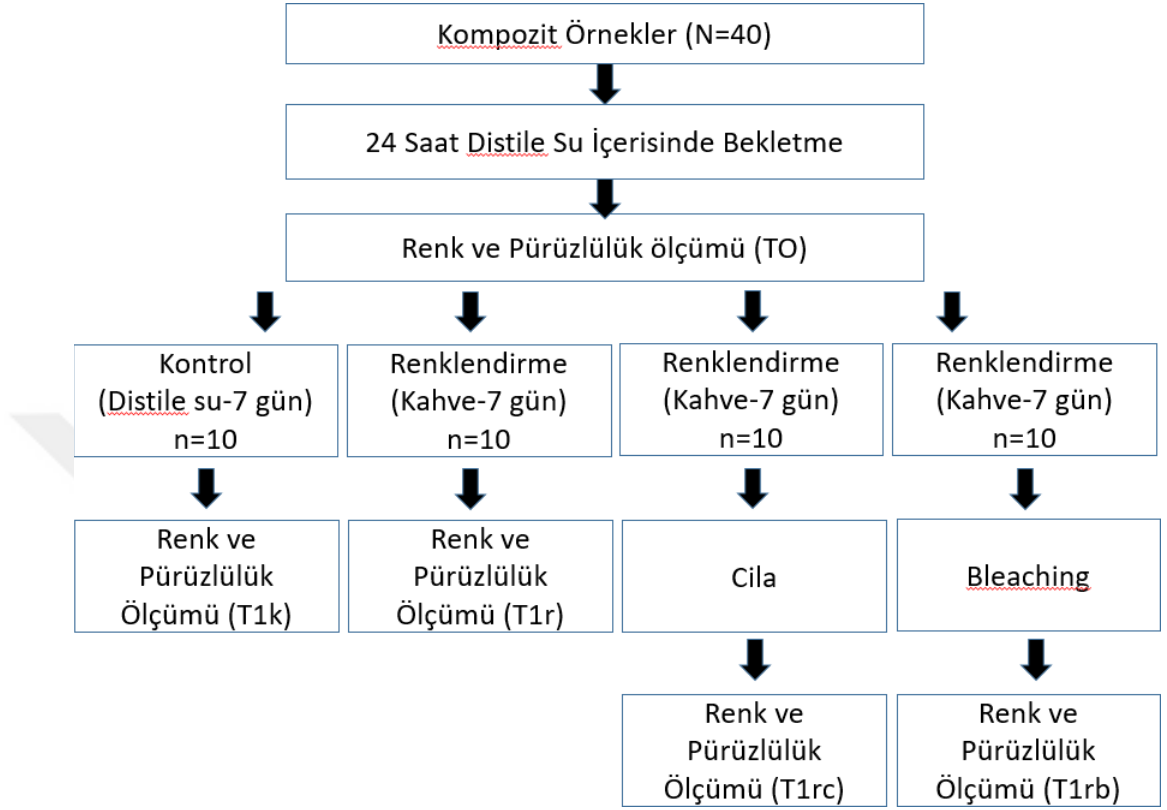 Kompozit Örnekler (N=40)
24 Saat Distile Su İçerisinde Bekletme
Renk ve Pürüzlülük ölçümü (TO)
Kontrol
(Distile su-7 gün)
n=10
Renklendirme
(Kahve-7 gün)
n=10
Renklendirme
(Kahve-7 gün)
n=10
Renklendirme
(Kahve-7 gün)
n=10
Renk ve
Pürüzlülük
Ölçümü (T1k)
Renk ve
Pürüzlülük
Ölçümü (T1r)
Cila
Bleaching
Renk ve
Pürüzlülük
Ölçümü (T1rc)
Renk ve
Pürüzlülük
Ölçümü (T1rb)